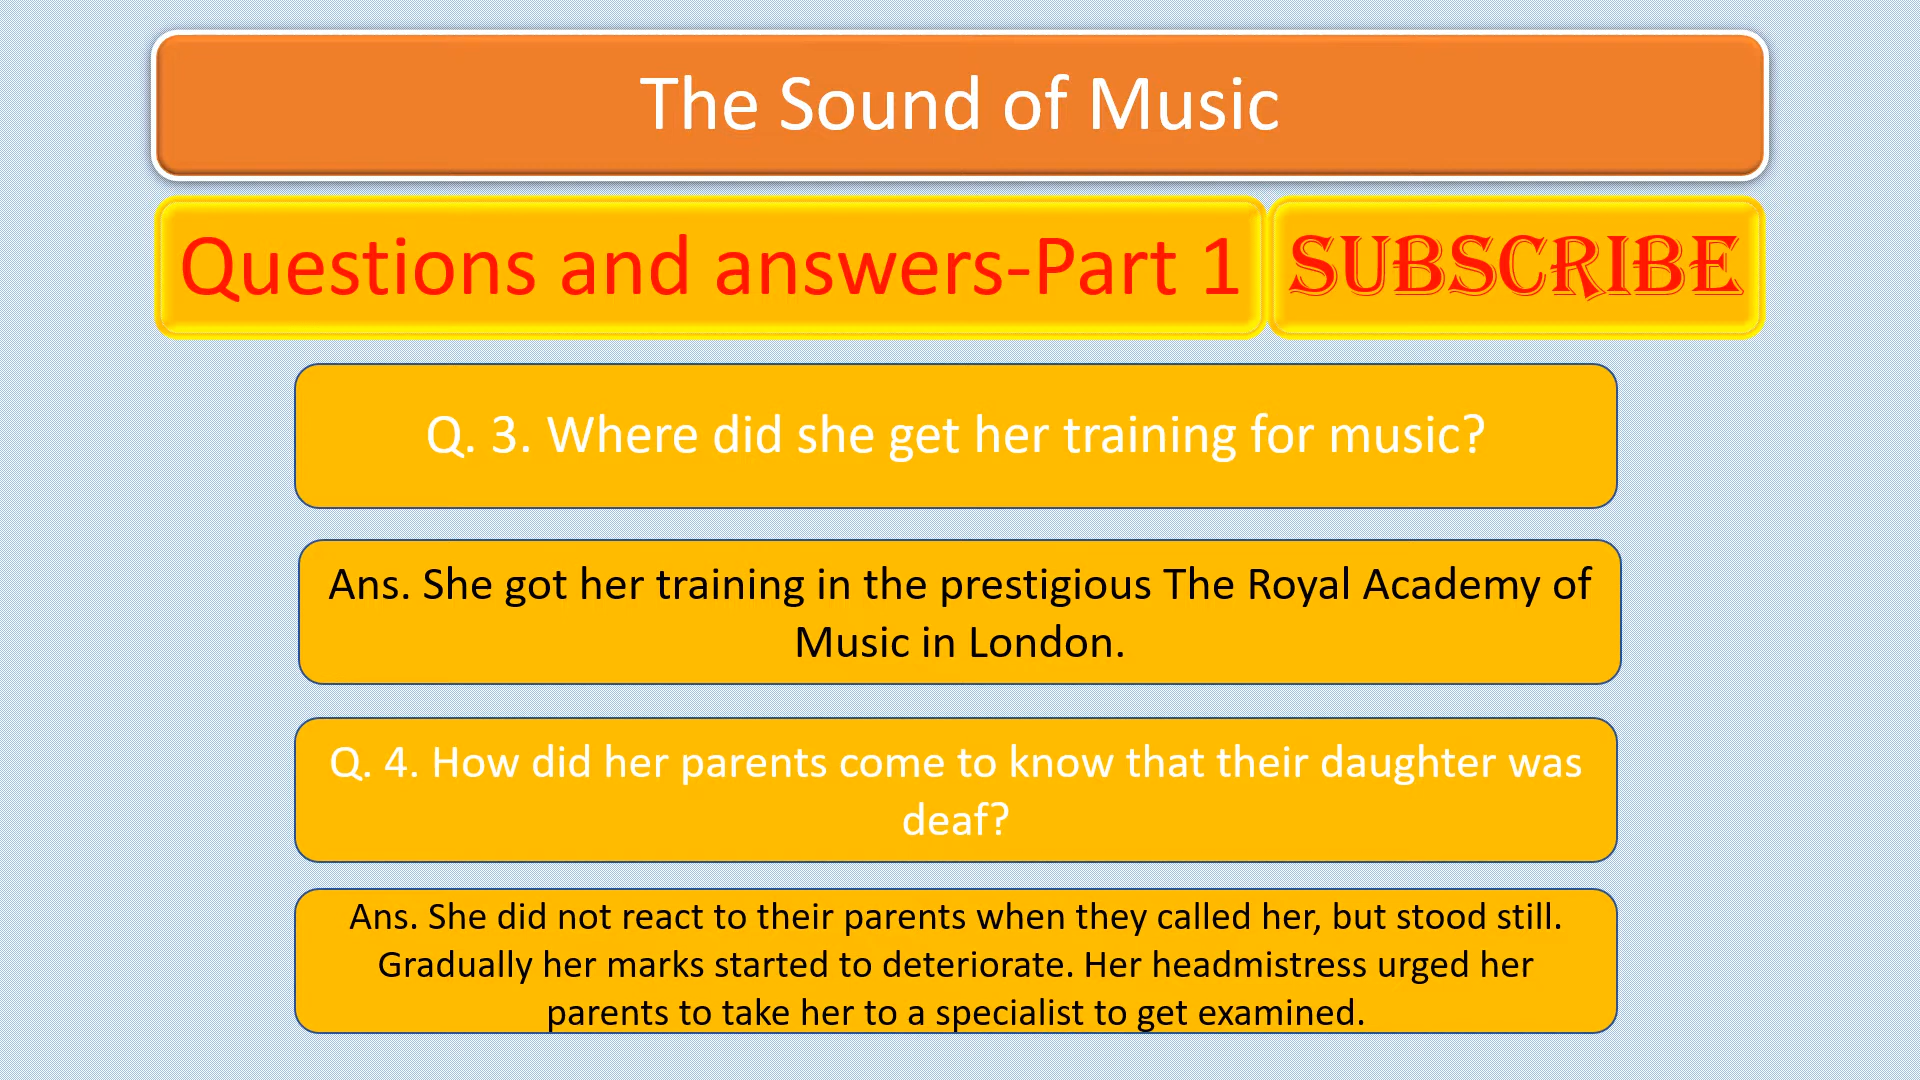 The Sound of Music
Questions and answers-Part 1
SUBSCRIBE
Q. 3. Where did she get her training for music?
Ans. She got her training in the prestigious The Royal Academy of
Music in London.
Q. 4. How did her parents come to know that their daughter was
deaf?
Ans. She did not react to their parents when they called her, but stood still.
Gradually her marks started to deteriorate. Her headmistress urged her
parents to take her to a specialist to get examined.